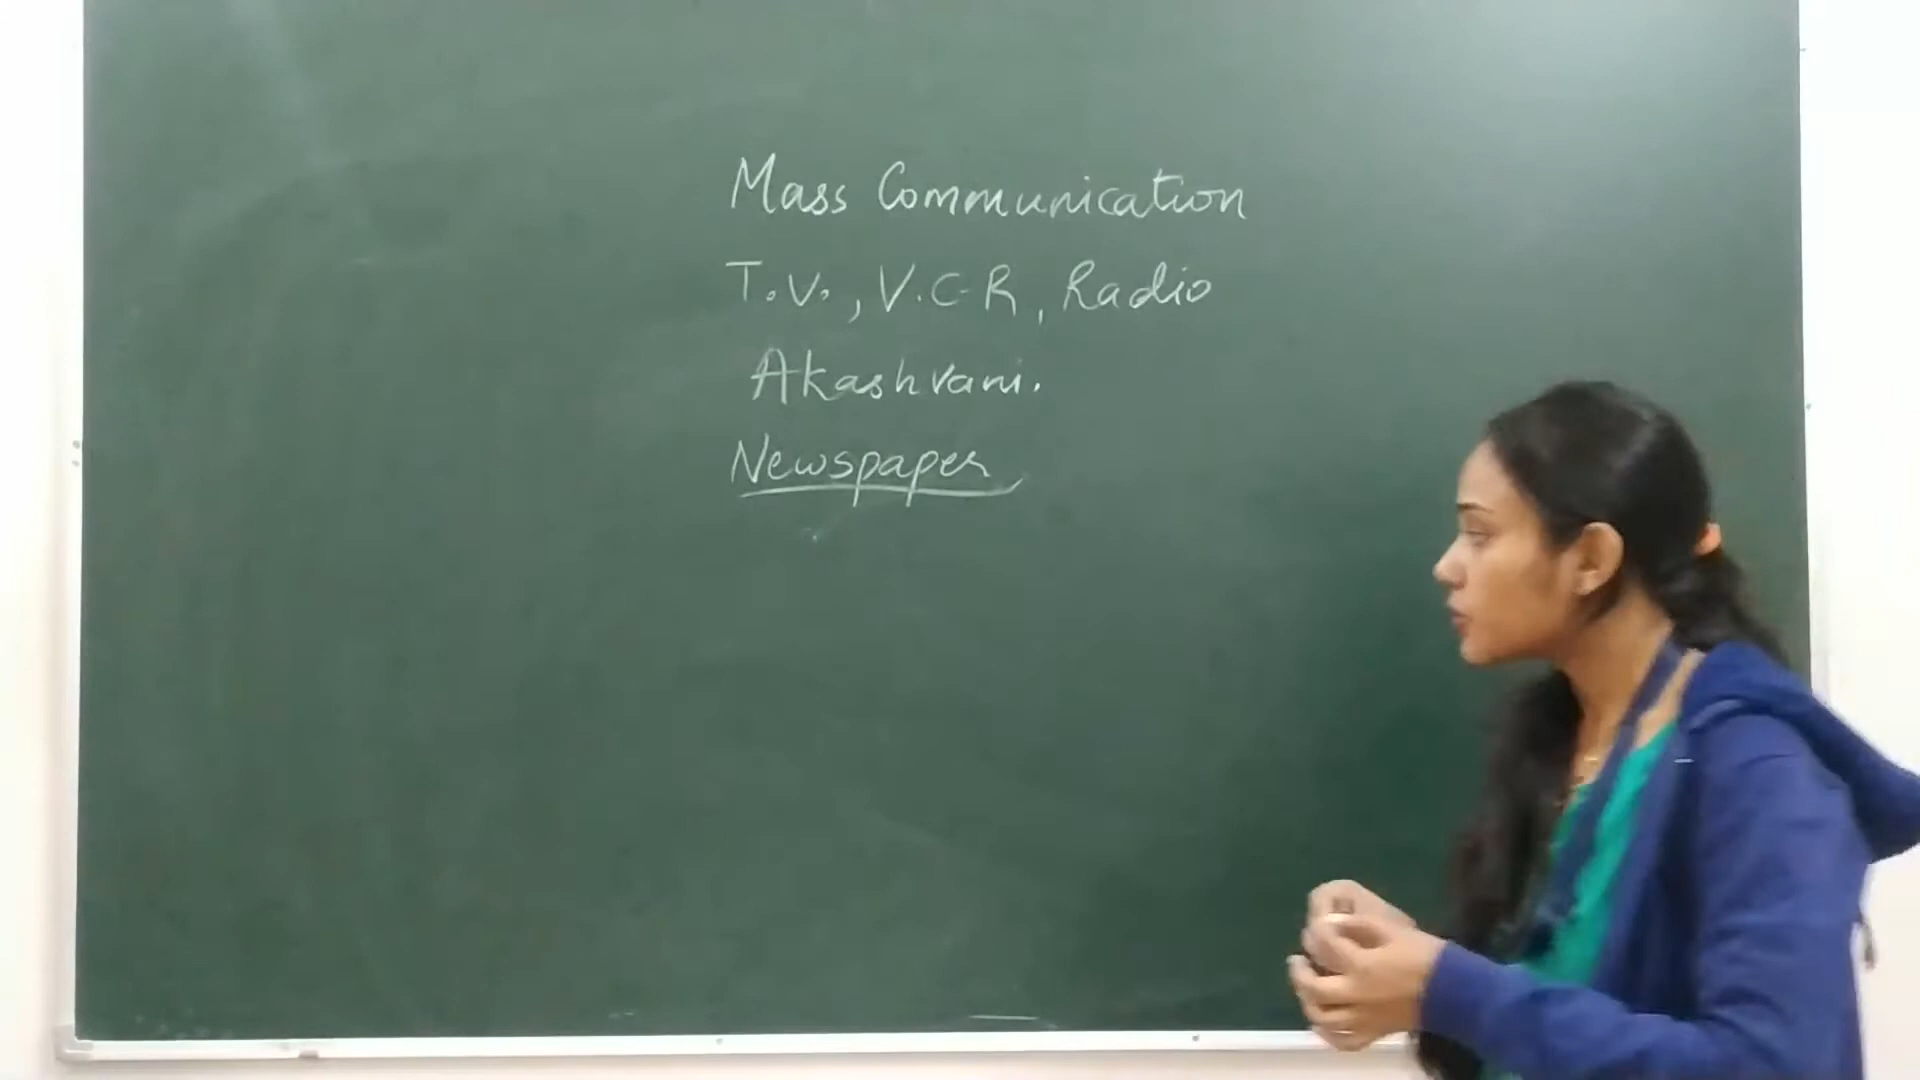 Mass Communication
T.V., V.C.R, Radio
Akashvani.
Newspaper